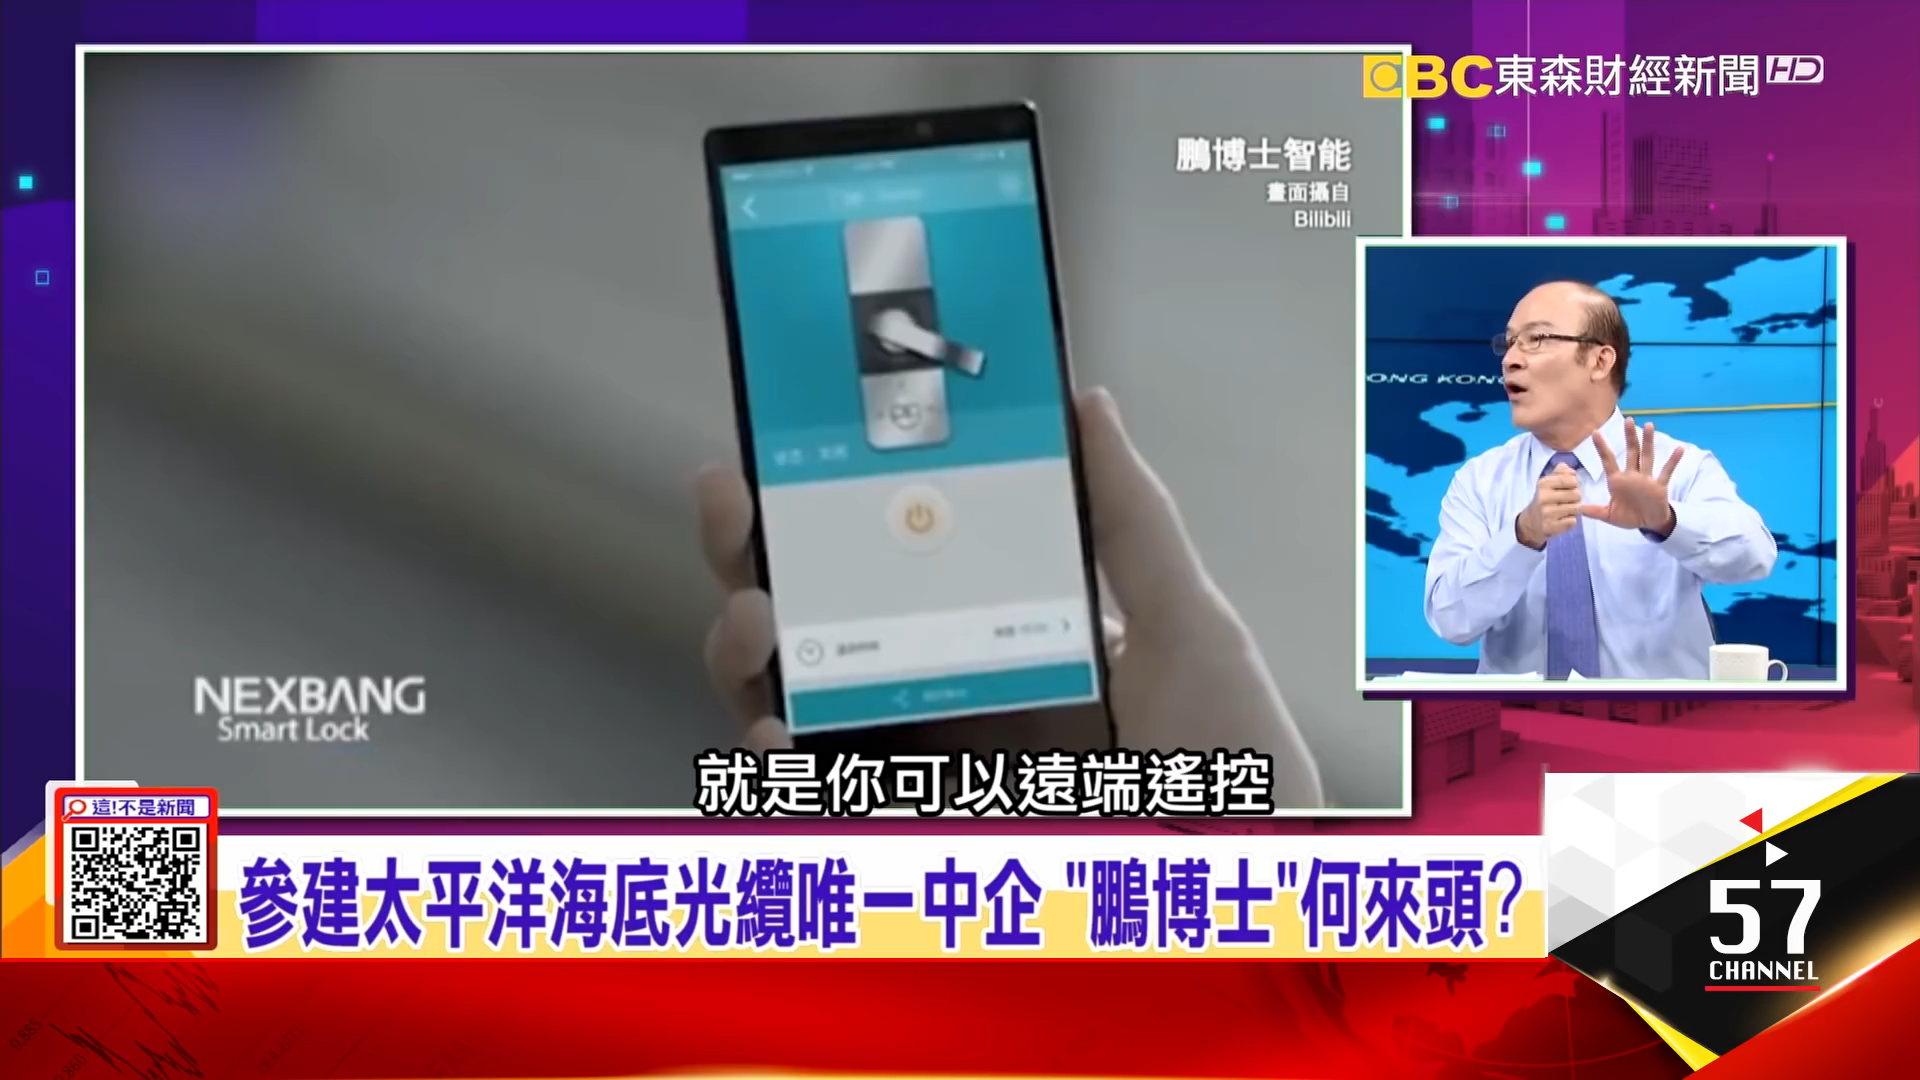 EBC東森財經新聞HD
鵬博士智能
畫面攝自
Bilibili
ONG KONG
NEXBANG
Smart Lock
就是你可以遠端遙控
這!不是新聞
參建太平洋海底光纜唯一中企 "鵬博士"何來頭?
57
CHANNEL